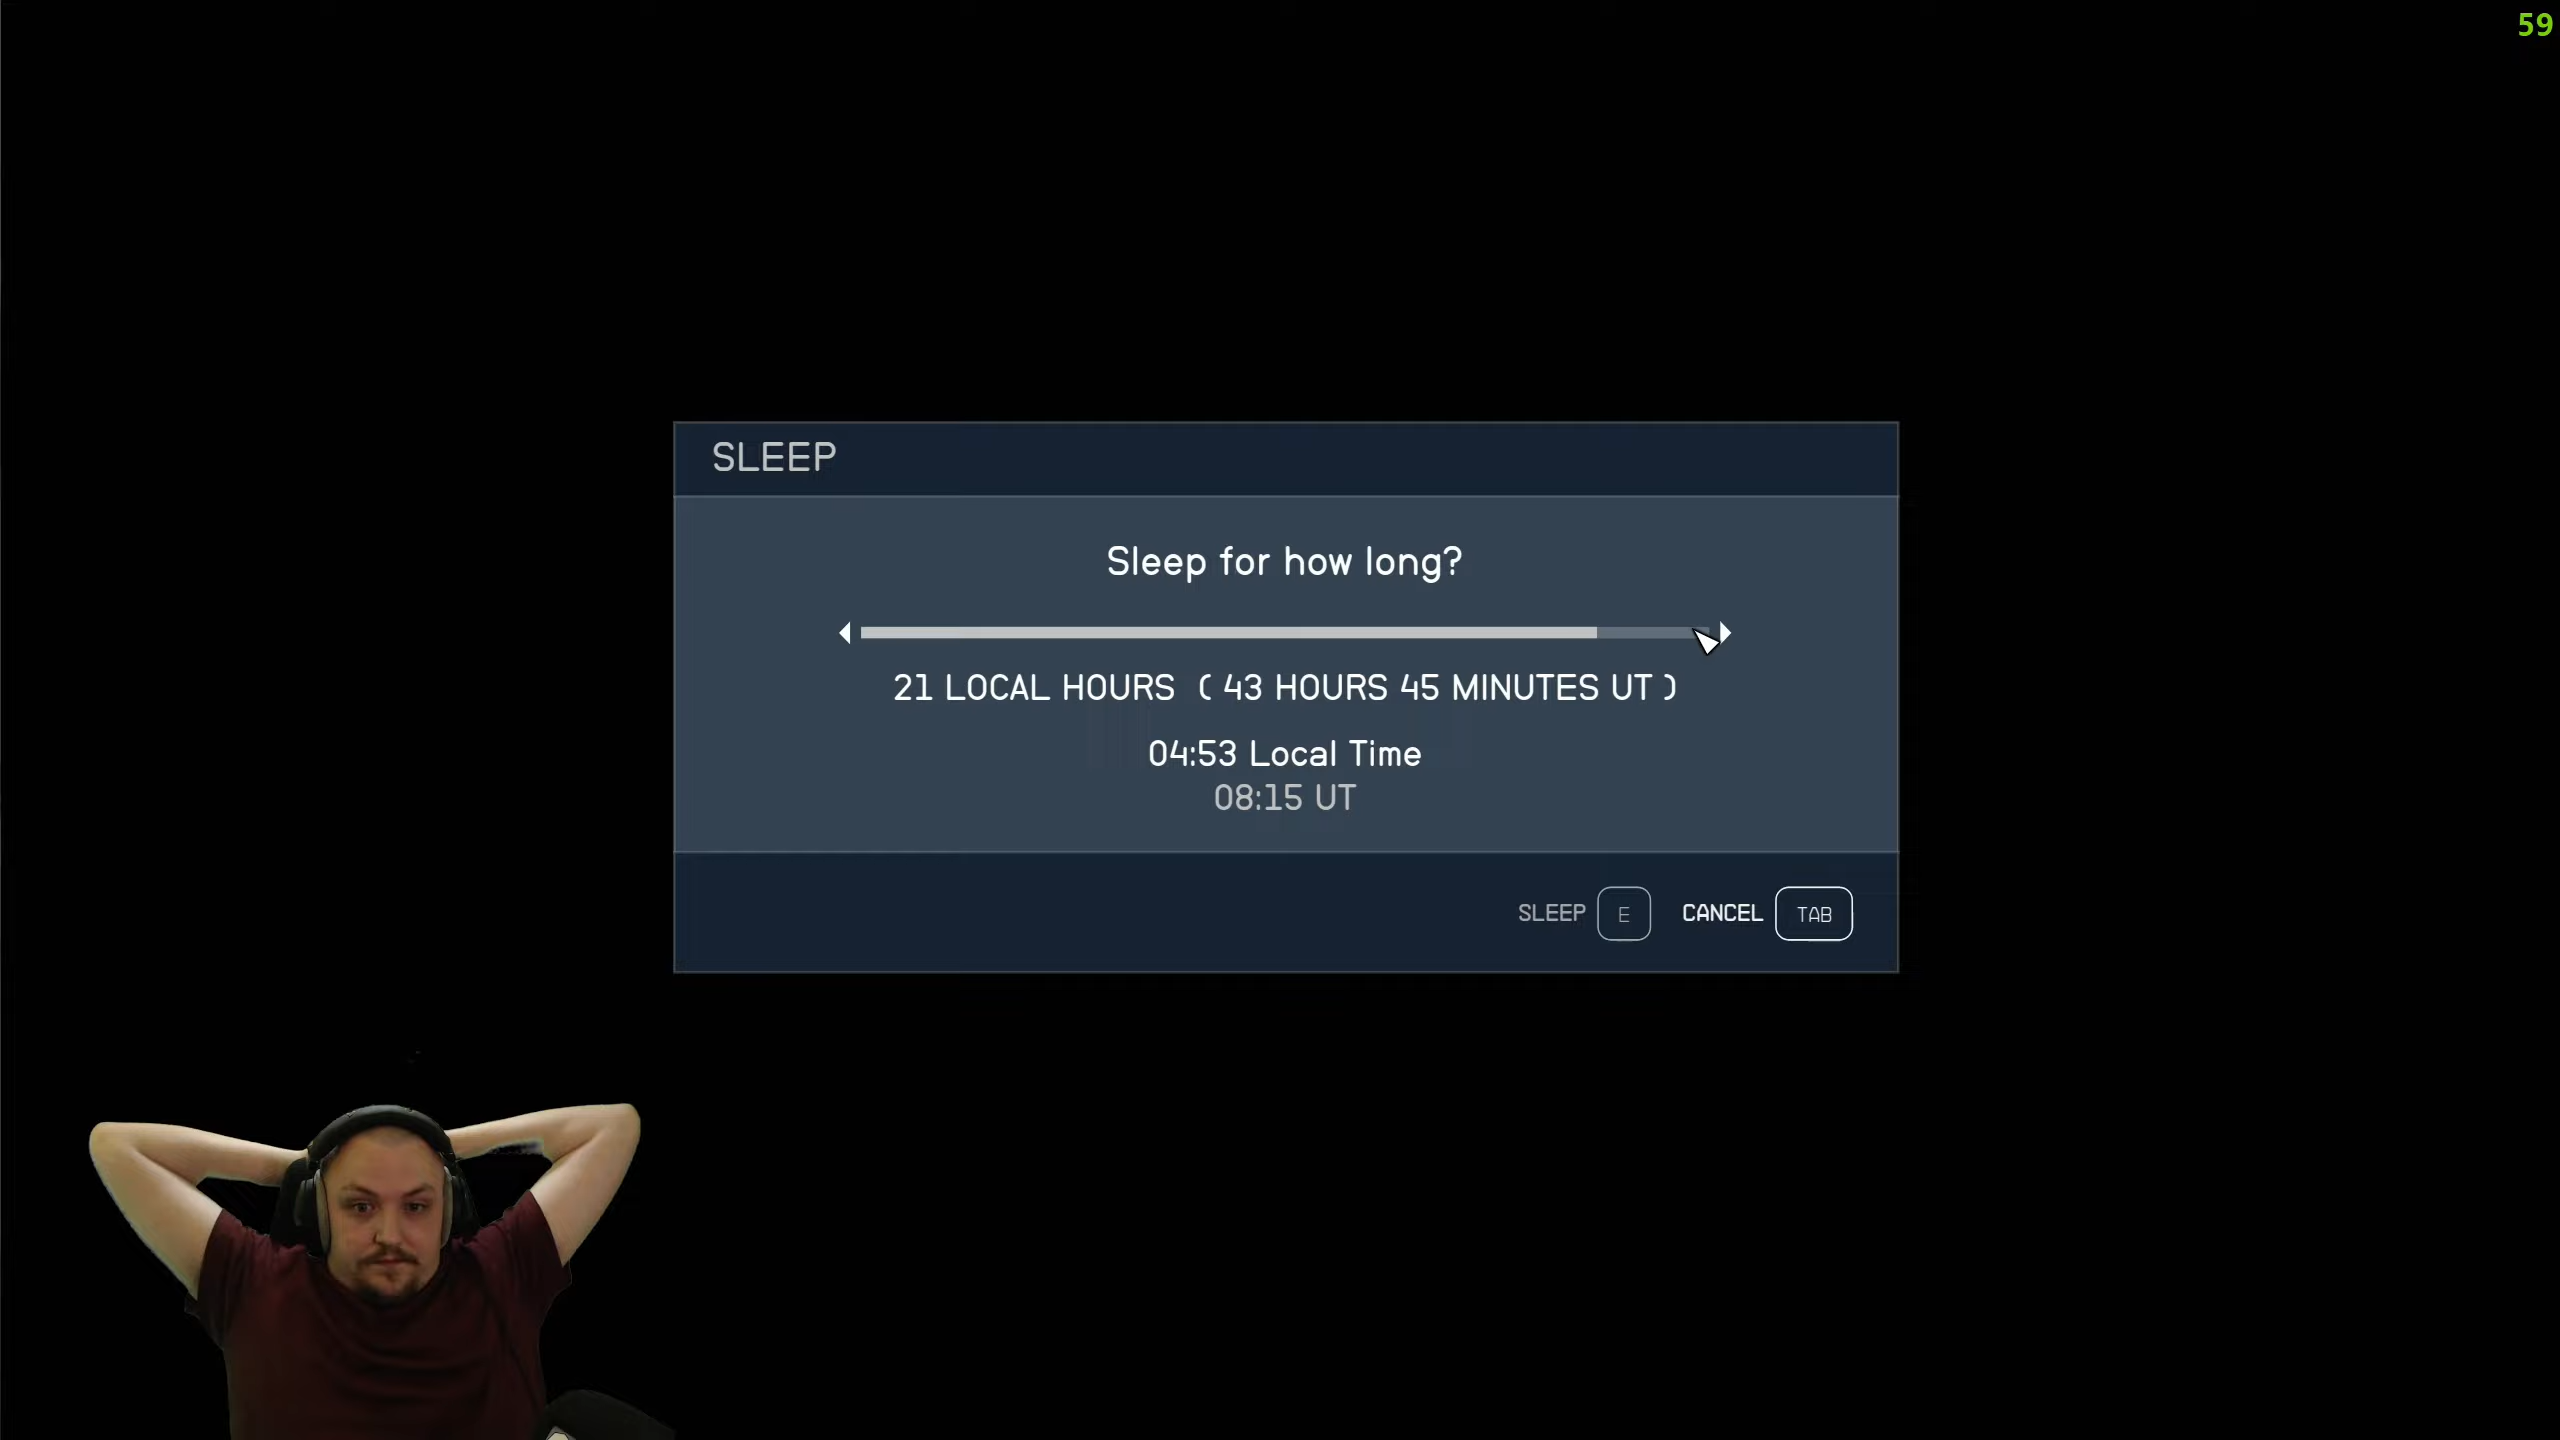 59
SLEEP
Sleep for how long?
21 LOCAL HOURS ( 43 HOURS 45 MINUTES UT )
04:53 Local Time
08:15 UT
SLEEP E CANCEL TAB